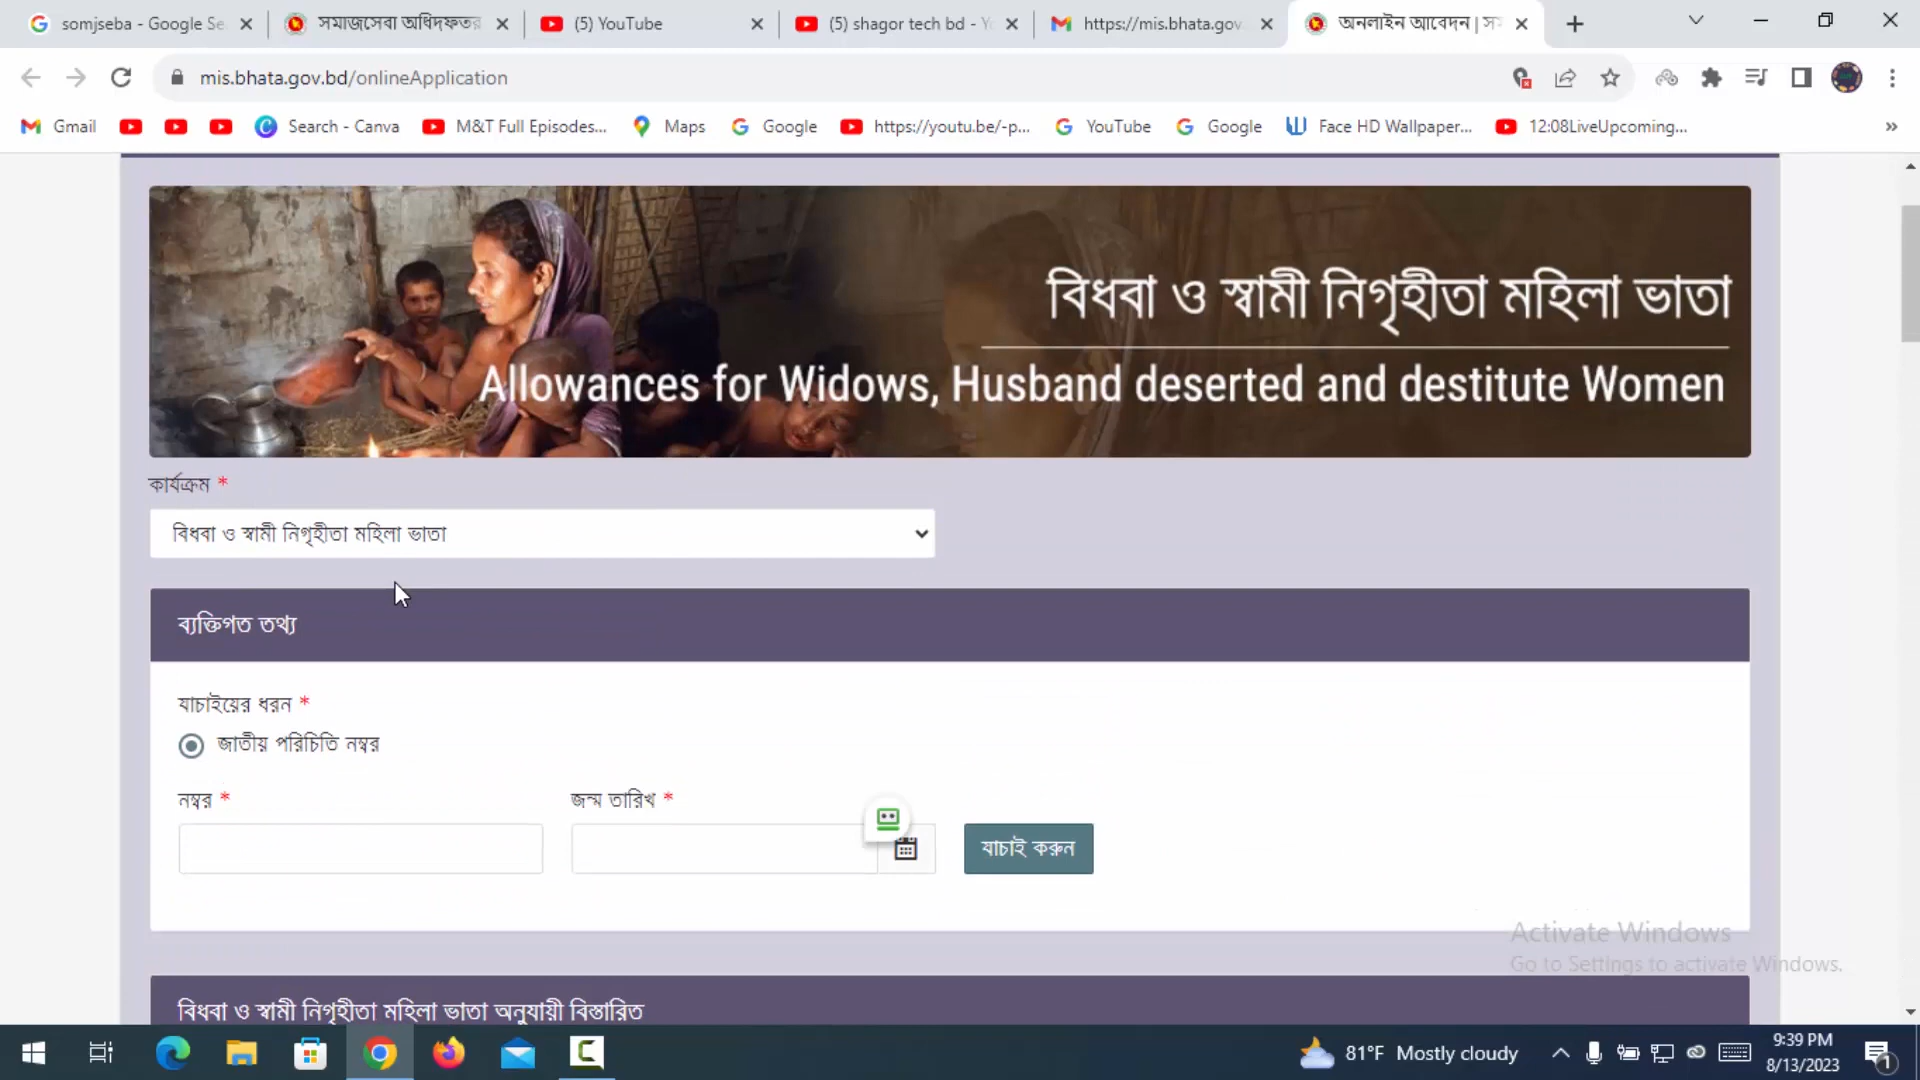 somjseba - Google Se
সমাজসেবা অধিদফতর
(5) YouTube
(5) shagor tech bd - Yo
https://mis.bhata.gov.
অনলাইন আবেদন | সম
mis.bhata.gov.bd/onlineApplication
Gmail
Search - Canva
M&T Full Episodes...
Maps
Google
https://youtu.be/-p...
YouTube
Google
Face HD Wallpaper...
12:08LiveUpcoming...
»
বিধবা ও স্বামী নিগৃহীতা মহিলা ভাতা
Allowances for Widows, Husband deserted and destitute Women
কার্যক্রম *
বিধবা ও স্বামী নিগৃহীতা মহিলা ভাতা
ব্যক্তিগত তথ্য
যাচাইয়ের ধরন *
জাতীয় পরিচিতি নম্বর
নম্বর *
জন্ম তারিখ *
যাচাই করুন
Activate Windows
Go to Settings to activate Windows.
বিধবা ও স্বামী নিগৃহীতা মহিলা ভাতা অনুযায়ী বিস্তারিত
81°F Mostly cloudy
9:39 PM
8/13/2023
1